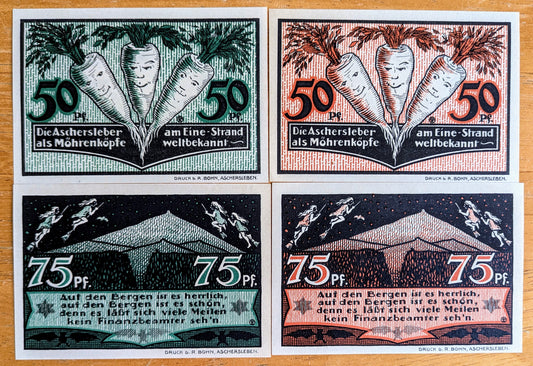 50 50
Pf. Pf.
Die Aschersleber am Eine-Strand
als Möhrenköpfe weltbekannt
DRUCK v. R. BOHN, ASCHERSLEBEN.
50 50
Pf. Pf.
Die Aschersleber am Eine-Strand
als Möhrenköpfe weltbekannt
DRUCK v. R. BOHN, ASCHERSLEBEN.
75 Pf. 75 Pf.
Auf den Bergen ist es herrlich,
auf den Bergen ist es schön,
denn es läßt sich viele Meilen
kein Finanzbeamter seh'n.
DRUCK v. R. BOHN, ASCHERSLEBEN.
75 Pf. 75 Pf.
Auf den Bergen ist es herrlich,
auf den Bergen ist es schön,
denn es läßt sich viele Meilen
kein Finanzbeamter seh'n.
DRUCK v. R. BOHN, ASCHERSLEBEN.